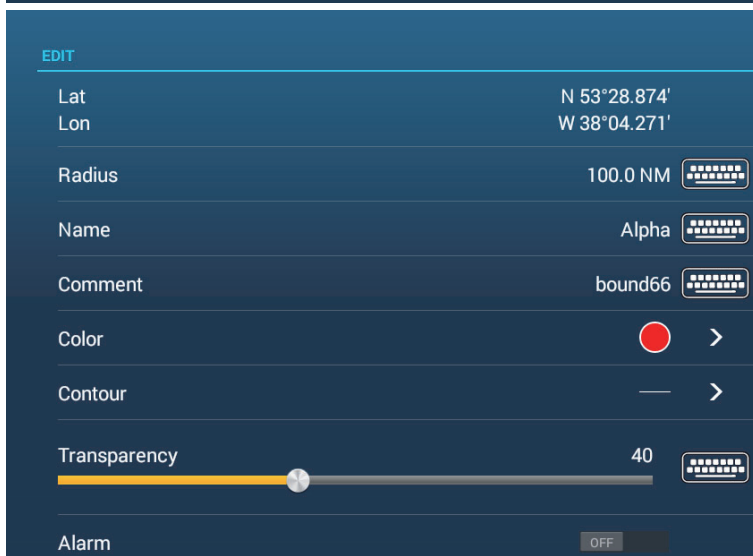 EDIT
Lat N 53°28.874'
Lon W 38°04.271'
Radius 100.0 NM
Name Alpha
Comment bound66
Color
Contour
Transparency 40
Alarm OFF